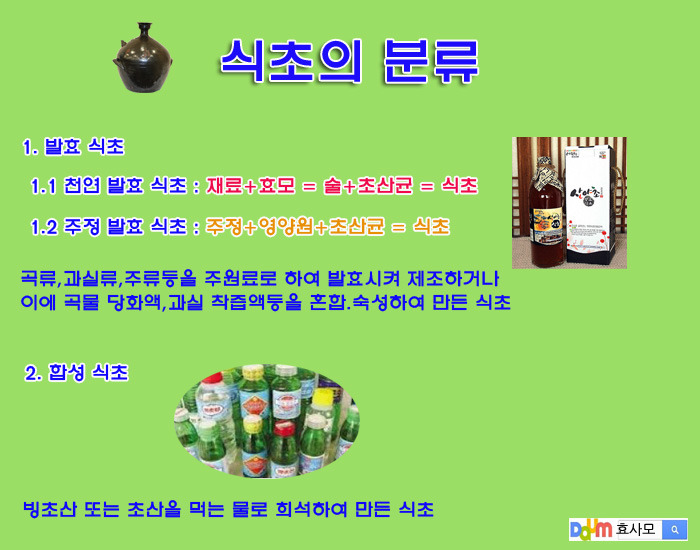 식초의 분류
1. 발효 식초
1.1 천연 발효 식초 : 재료+효모 = 술+초산균 = 식초
1.2 주정 발효 식초 : 주정+영양원+초산균 = 식초
곡류,과실류,주류등을 주원료로 하여 발효시켜 제조하거나
이에 곡물 당화액,과실 착즙액등을 혼합.숙성하여 만든 식초
2. 합성 식초
빙초산 또는 초산을 먹는 물로 희석하여 만든 식초
Daum 효사모